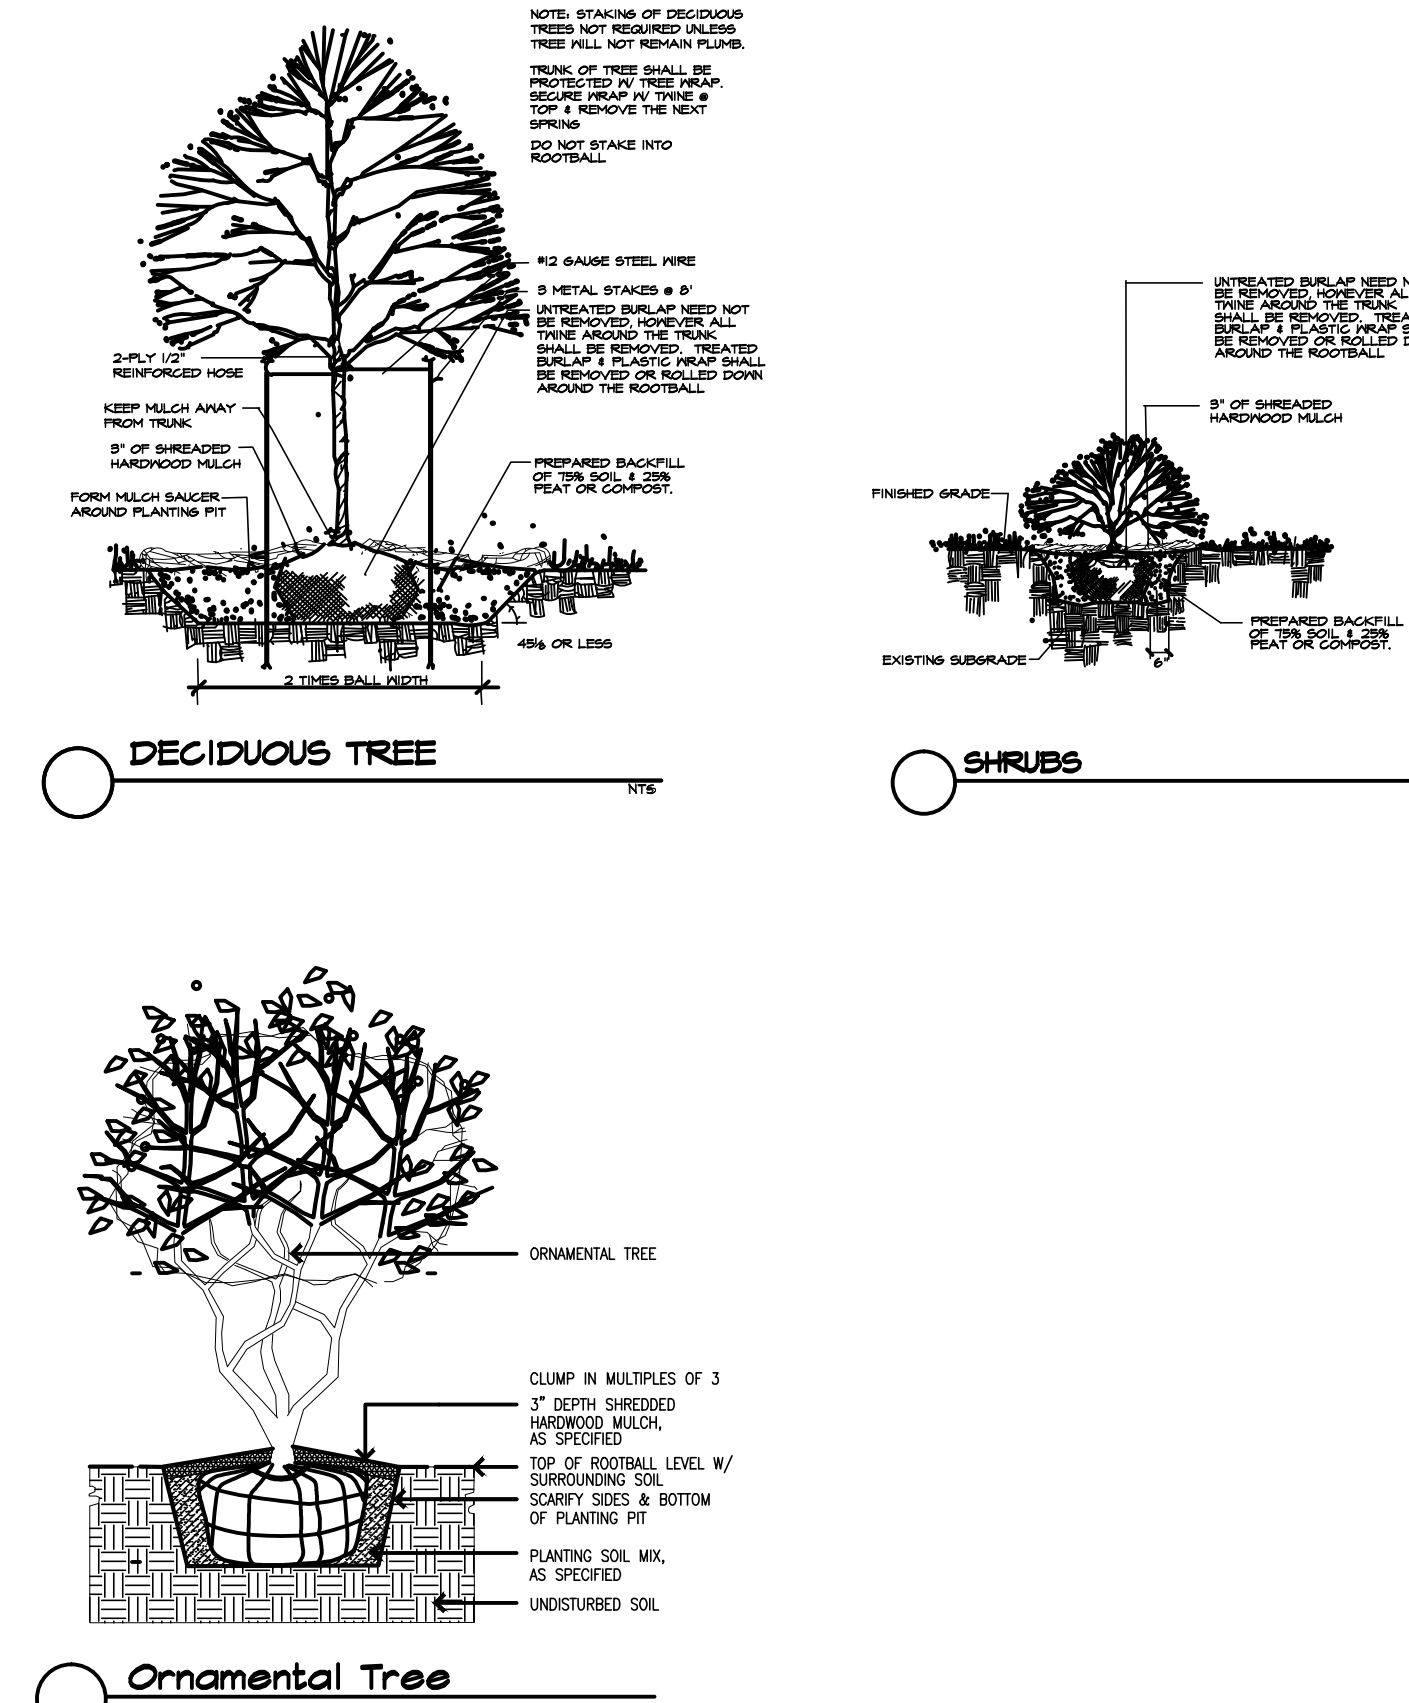 NOTE: STAKING OF DECIDUOUS
TREES NOT REQUIRED UNLESS
TREE WILL NOT REMAIN PLUMB.
TRUNK OF TREE SHALL BE
PROTECTED W/ TREE WRAP.
SECURE WRAP W/ TWINE @
TOP & REMOVE THE NEXT
SPRING
DO NOT STAKE INTO
ROOTBALL
#12 GAUGE STEEL WIRE
3 METAL STAKES @ 8'
UNTREATED BURLAP NEED NOT
BE REMOVED, HOWEVER ALL
TWINE AROUND THE TRUNK
SHALL BE REMOVED. TREATED
BURLAP & PLASTIC WRAP SHALL
BE REMOVED OR ROLLED DOWN
AROUND THE ROOTBALL
2-PLY 1/2"
REINFORCED HOSE
KEEP MULCH AWAY
FROM TRUNK
3" OF SHREADED
HARDWOOD MULCH
FORM MULCH SAUCER
AROUND PLANTING PIT
PREPARED BACKFILL
OF 75% SOIL & 25%
PEAT OR COMPOST.
45% OR LESS
2 TIMES BALL WIDTH
DECIDUOUS TREE
NTS
UNTREATED BURLAP NEED N
BE REMOVED, HOWEVER AL
TWINE AROUND THE TRUNK
SHALL BE REMOVED. TREA
BURLAP & PLASTIC WRAP S
BE REMOVED OR ROLLED D
AROUND THE ROOTBALL
3" OF SHREADED
HARDWOOD MULCH
FINISHED GRADE
PREPARED BACKFILL
OF 75% SOIL & 25%
PEAT OR COMPOST.
EXISTING SUBGRADE
6"
SHRUBS
ORNAMENTAL TREE
CLUMP IN MULTIPLES OF 3
3" DEPTH SHREDDED
HARDWOOD MULCH,
AS SPECIFIED
TOP OF ROOTBALL LEVEL W/
SURROUNDING SOIL
SCARIFY SIDES & BOTTOM
OF PLANTING PIT
PLANTING SOIL MIX,
AS SPECIFIED
UNDISTURBED SOIL
Ornamental Tree